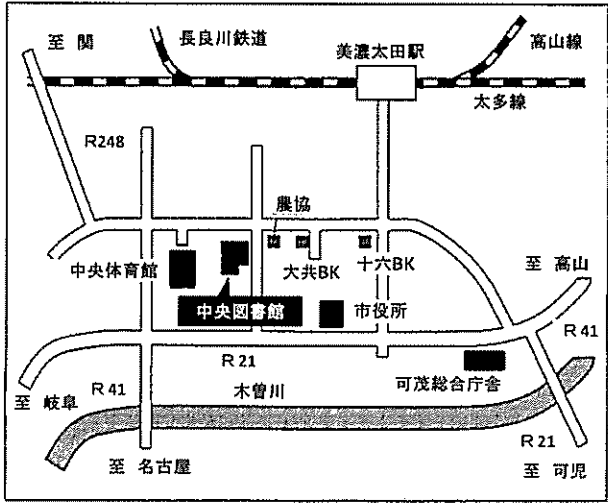 至 関
長良川鉄道
美濃太田駅
高山線
太多線
R248
農協
中央体育館
大共BK
十六BK
至 高山
中央図書館
市役所
R 41
R 21
可茂総合庁舎
至 岐阜
R 41
木曽川
R 21
至 名古屋
至 可児